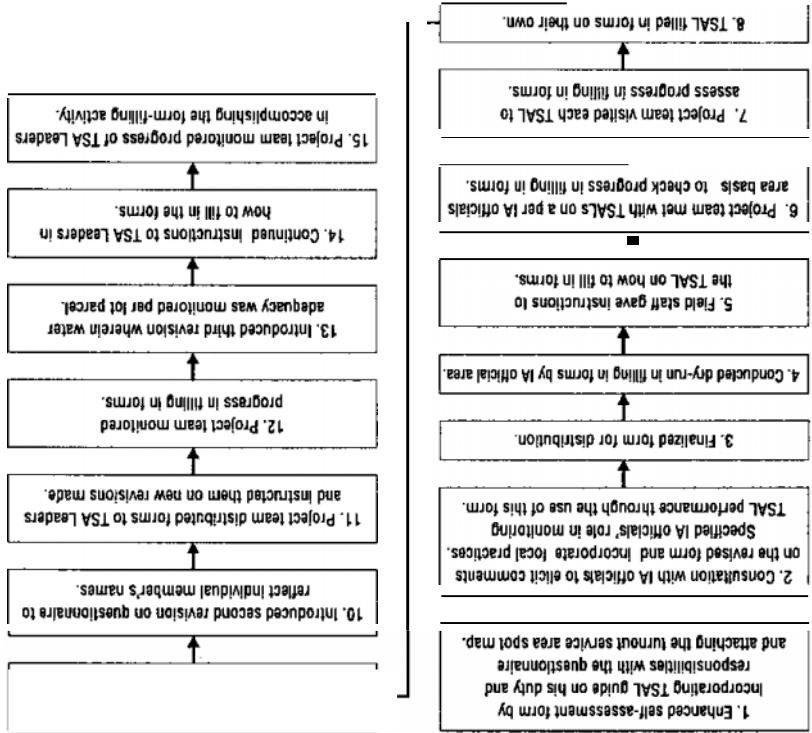 1. Enhanced self-assessment form by
incorporating TSAL guide on his duty and
responsibilities with the questionnaire
and attaching the turnout service area spot map.
2. Consultation with IA officials to elicit comments
on the revised form and incorporate local practices.
Specified IA officials' role in monitoring
TSAL performance through the use of this form.
3. Finalized form for distribution.
4. Conducted dry-run in filling in forms by IA official area.
5. Field staff gave instructions to
the TSAL on how to fill in forms.
6. Project team met with TSALs on a per IA officials
area basis to check progress in filling in forms.
7. Project team visited each TSAL to
assess progress in filling in forms.
8. TSAL filled in forms on their own.
10. Introduced second revision on questionnaire to
reflect individual member's names.
11. Project team distributed forms to TSA Leaders
and instructed them on new revisions made.
12. Project team monitored
progress in filling in forms.
13. Introduced third revision wherein water
adequacy was monitored per lot parcel.
14. Continued instructions to TSA Leaders in
how to fill in the forms.
15. Project team monitored progress of TSA Leaders
in accomplishing the form-filling activity.